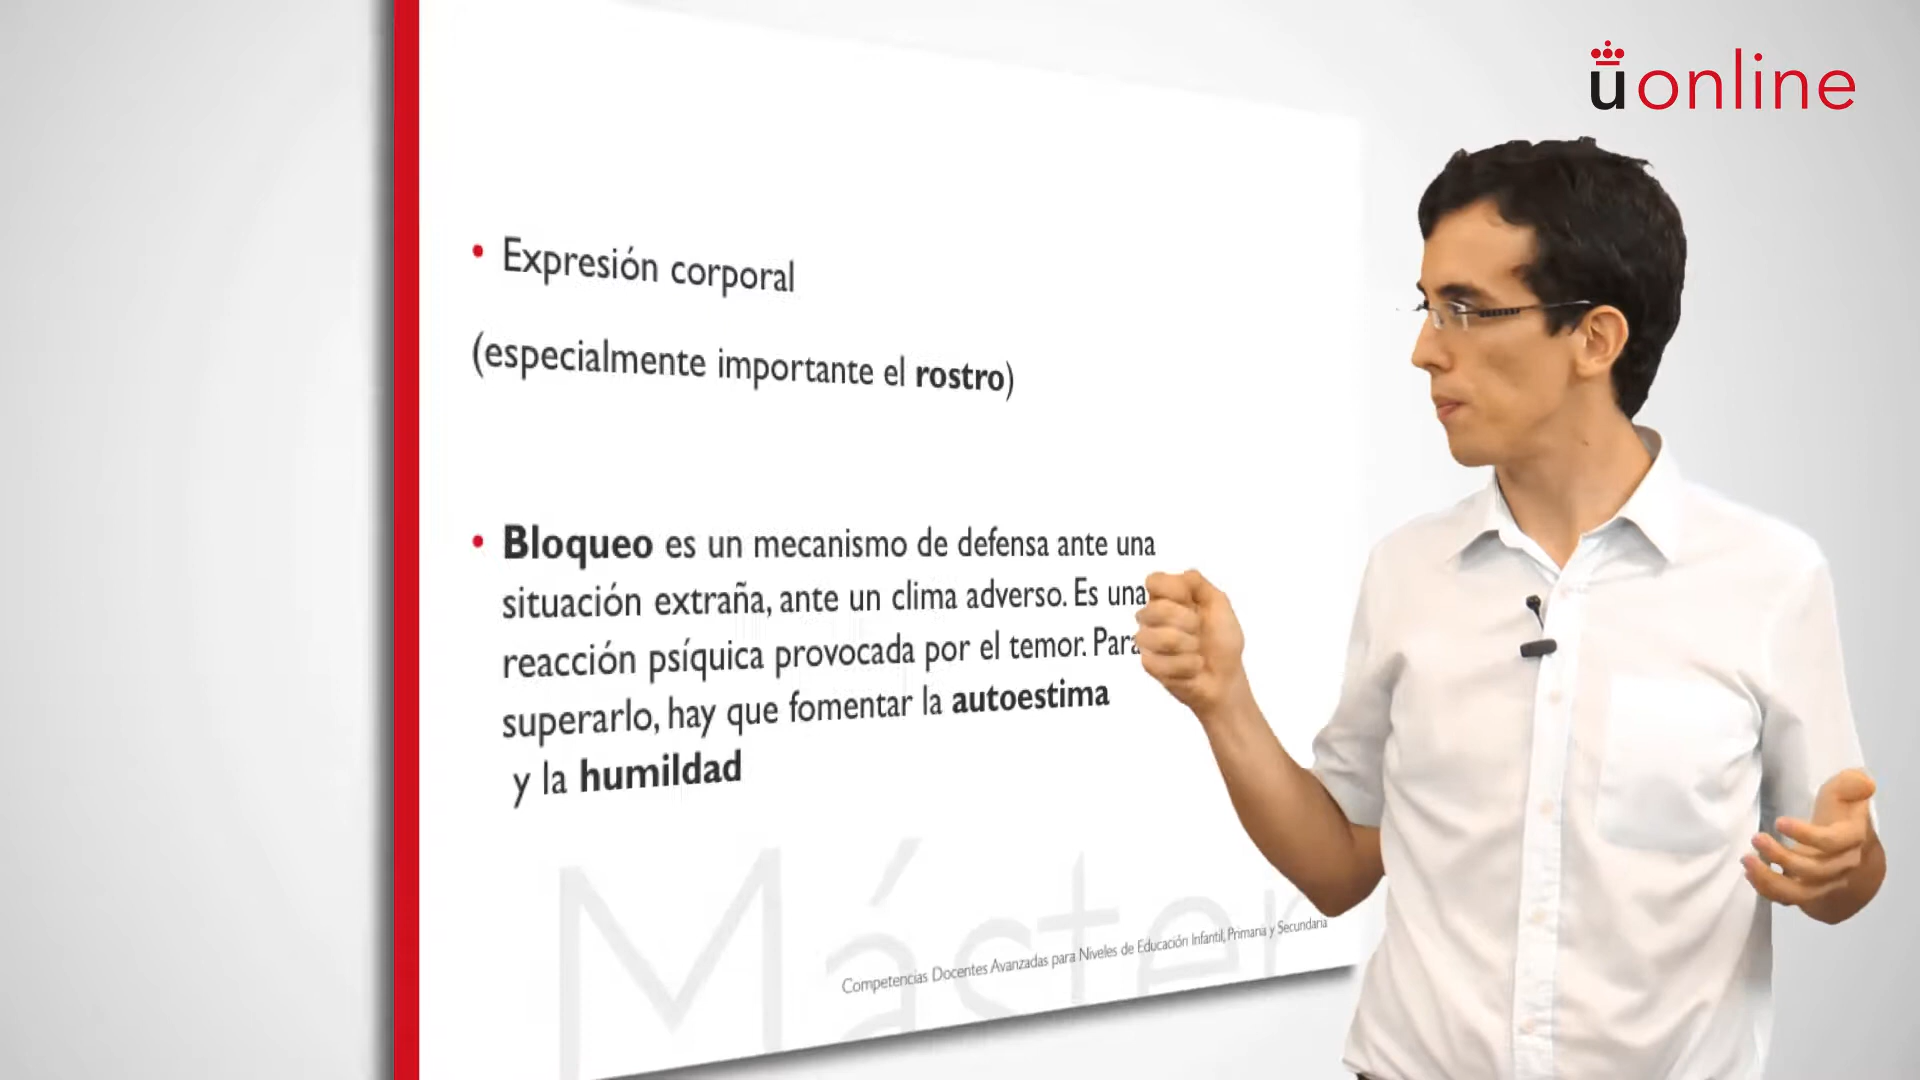 üonline
• Expresión corporal
(especialmente importante el rostro)
• Bloqueo es un mecanismo de defensa ante una
situación extraña, ante un clima adverso. Es una
reacción psíquica provocada por el temor. Para
superarlo, hay que fomentar la autoestima
y la humildad
Máster
Competencias Docentes Avanzadas para Niveles de Educación Infantil, Primaria y Secundaria